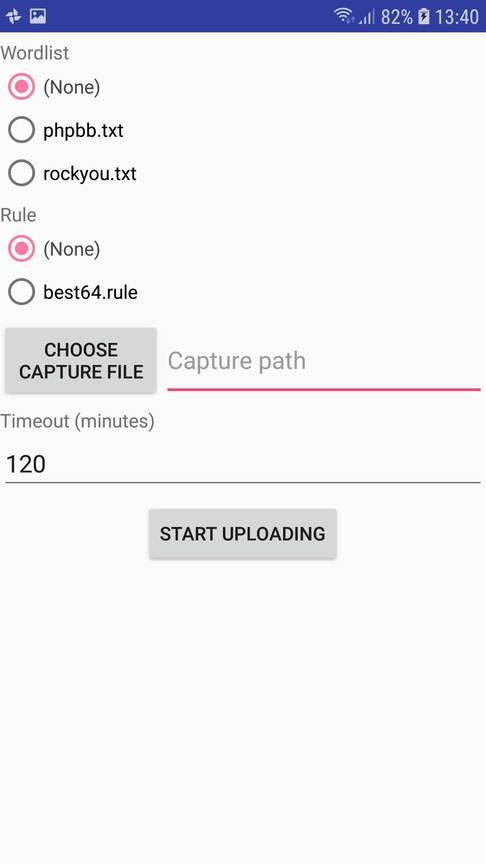 82% 13:40
Wordlist
(None)
phpbb.txt
rockyou.txt
Rule
(None)
best64.rule
CHOOSE
CAPTURE FILE
Capture path
Timeout (minutes)
120
START UPLOADING